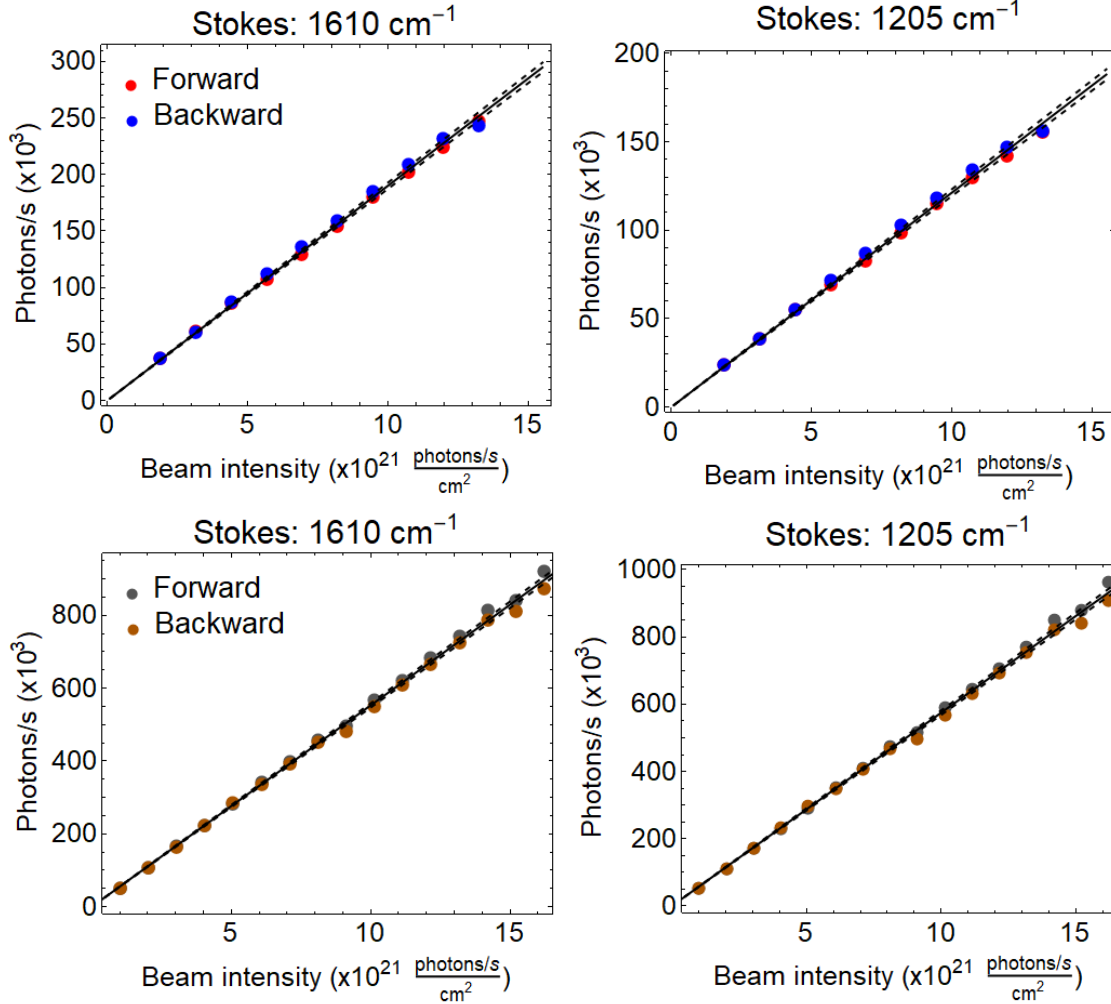 Stokes: 1610 cm⁻¹
300
250
200
150
100
50
0
Photons/s (x10³)
Forward
Backward
0 5 10 15
Beam intensity (x10²¹ photons/s / cm²)
Stokes: 1205 cm⁻¹
200
150
100
50
0
Photons/s (x10³)
0 5 10 15
Beam intensity (x10²¹ photons/s / cm²)
Stokes: 1610 cm⁻¹
800
600
400
200
0
Photons/s (x10³)
Forward
Backward
5 10 15
Beam intensity (x10²¹ photons/s / cm²)
Stokes: 1205 cm⁻¹
1000
800
600
400
200
0
Photons/s (x10³)
5 10 15
Beam intensity (x10²¹ photons/s / cm²)